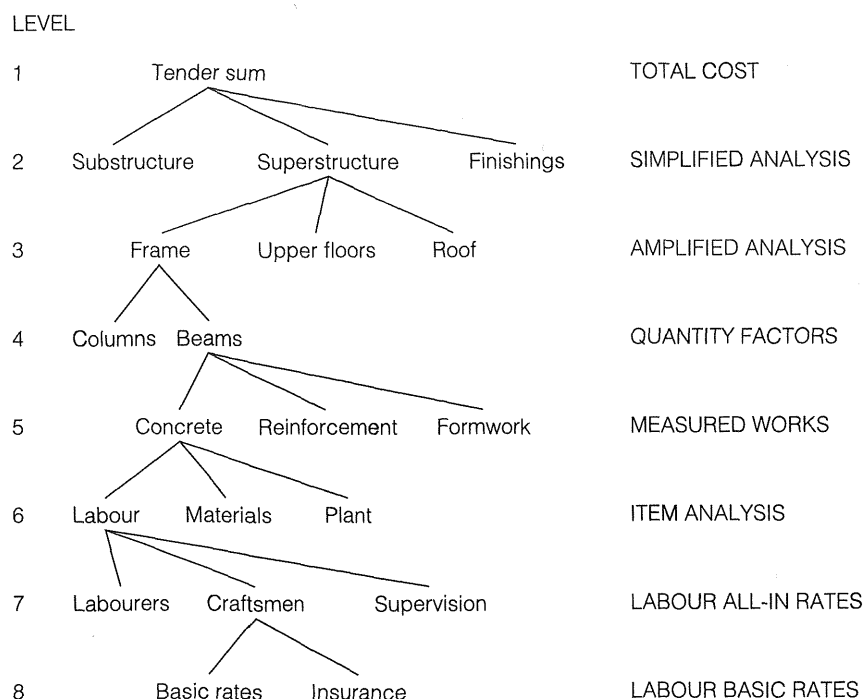 LEVEL
1 Tender sum TOTAL COST
2 Substructure Superstructure Finishings SIMPLIFIED ANALYSIS
3 Frame Upper floors Roof AMPLIFIED ANALYSIS
4 Columns Beams QUANTITY FACTORS
5 Concrete Reinforcement Formwork MEASURED WORKS
6 Labour Materials Plant ITEM ANALYSIS
7 Labourers Craftsmen Supervision LABOUR ALL-IN RATES
8 Basic rates Insurance LABOUR BASIC RATES